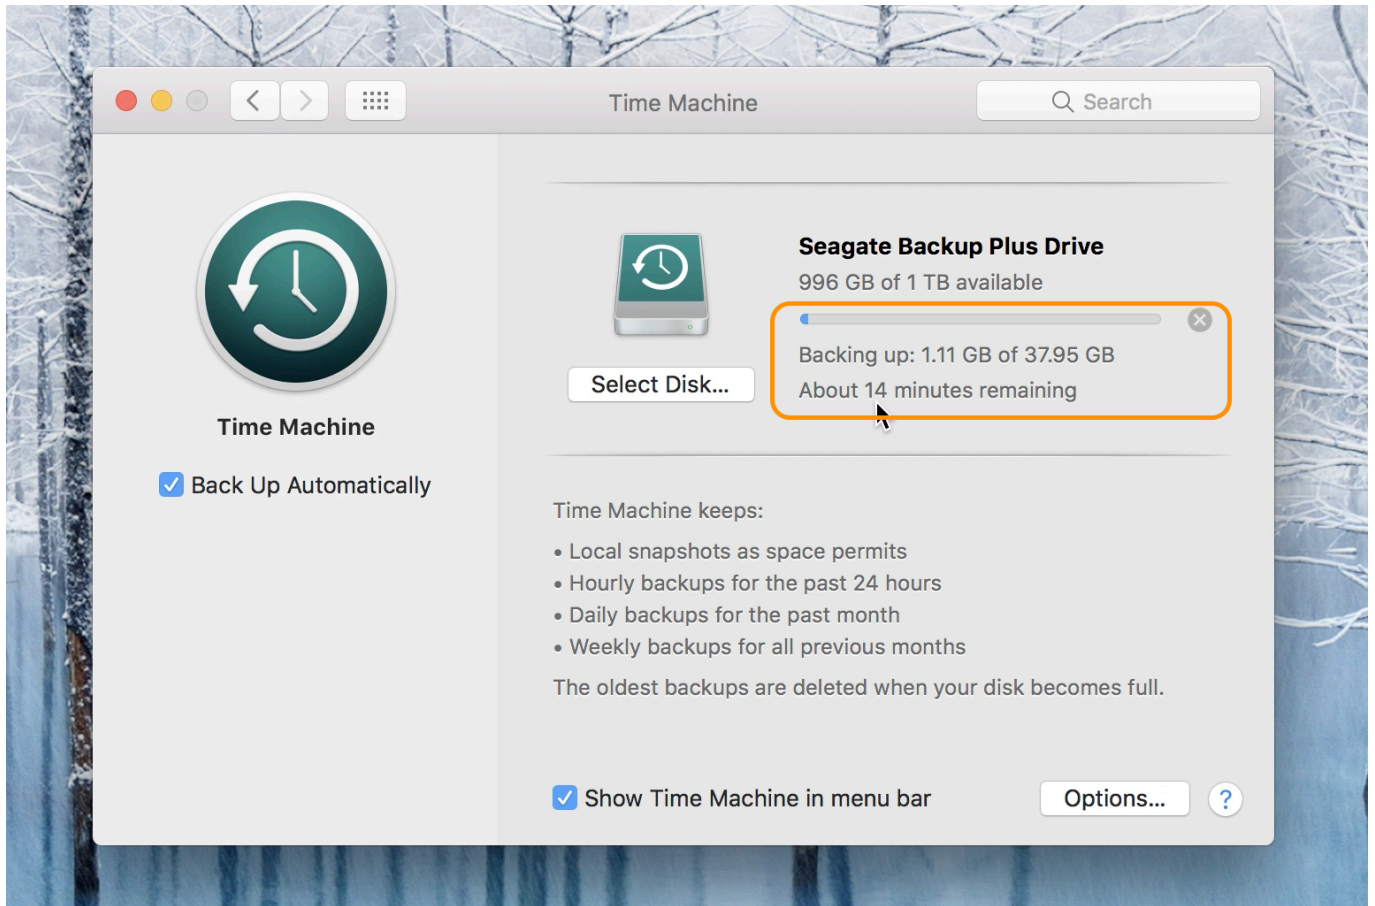 Time Machine
Search
Time Machine
Back Up Automatically
Seagate Backup Plus Drive
996 GB of 1 TB available
Backing up: 1.11 GB of 37.95 GB
About 14 minutes remaining
Select Disk...
Time Machine keeps:
• Local snapshots as space permits
• Hourly backups for the past 24 hours
• Daily backups for the past month
• Weekly backups for all previous months
The oldest backups are deleted when your disk becomes full.
Show Time Machine in menu bar
Options...
?